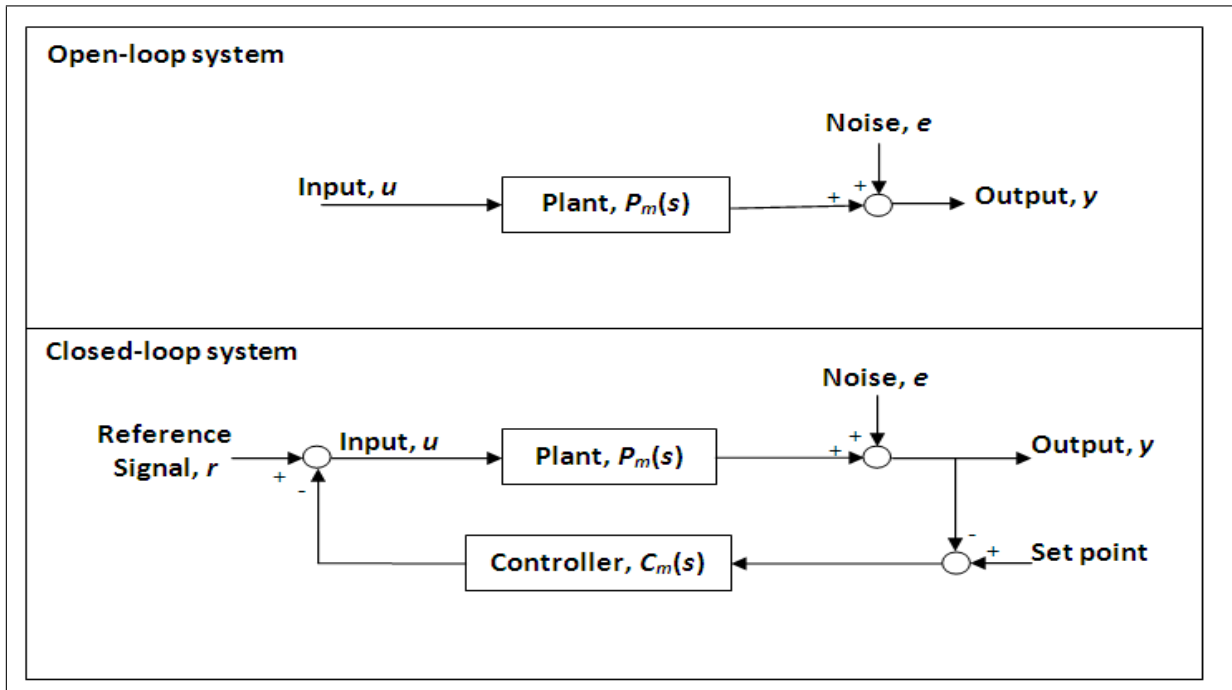 Open-loop system
Noise, e
Input, u
Plant, Pm(s)
+
+
Output, y
Closed-loop system
Noise, e
Reference
Signal, r
Input, u
Plant, Pm(s)
+
+
Output, y
+
-
-
Controller, Cm(s)
+
Set point